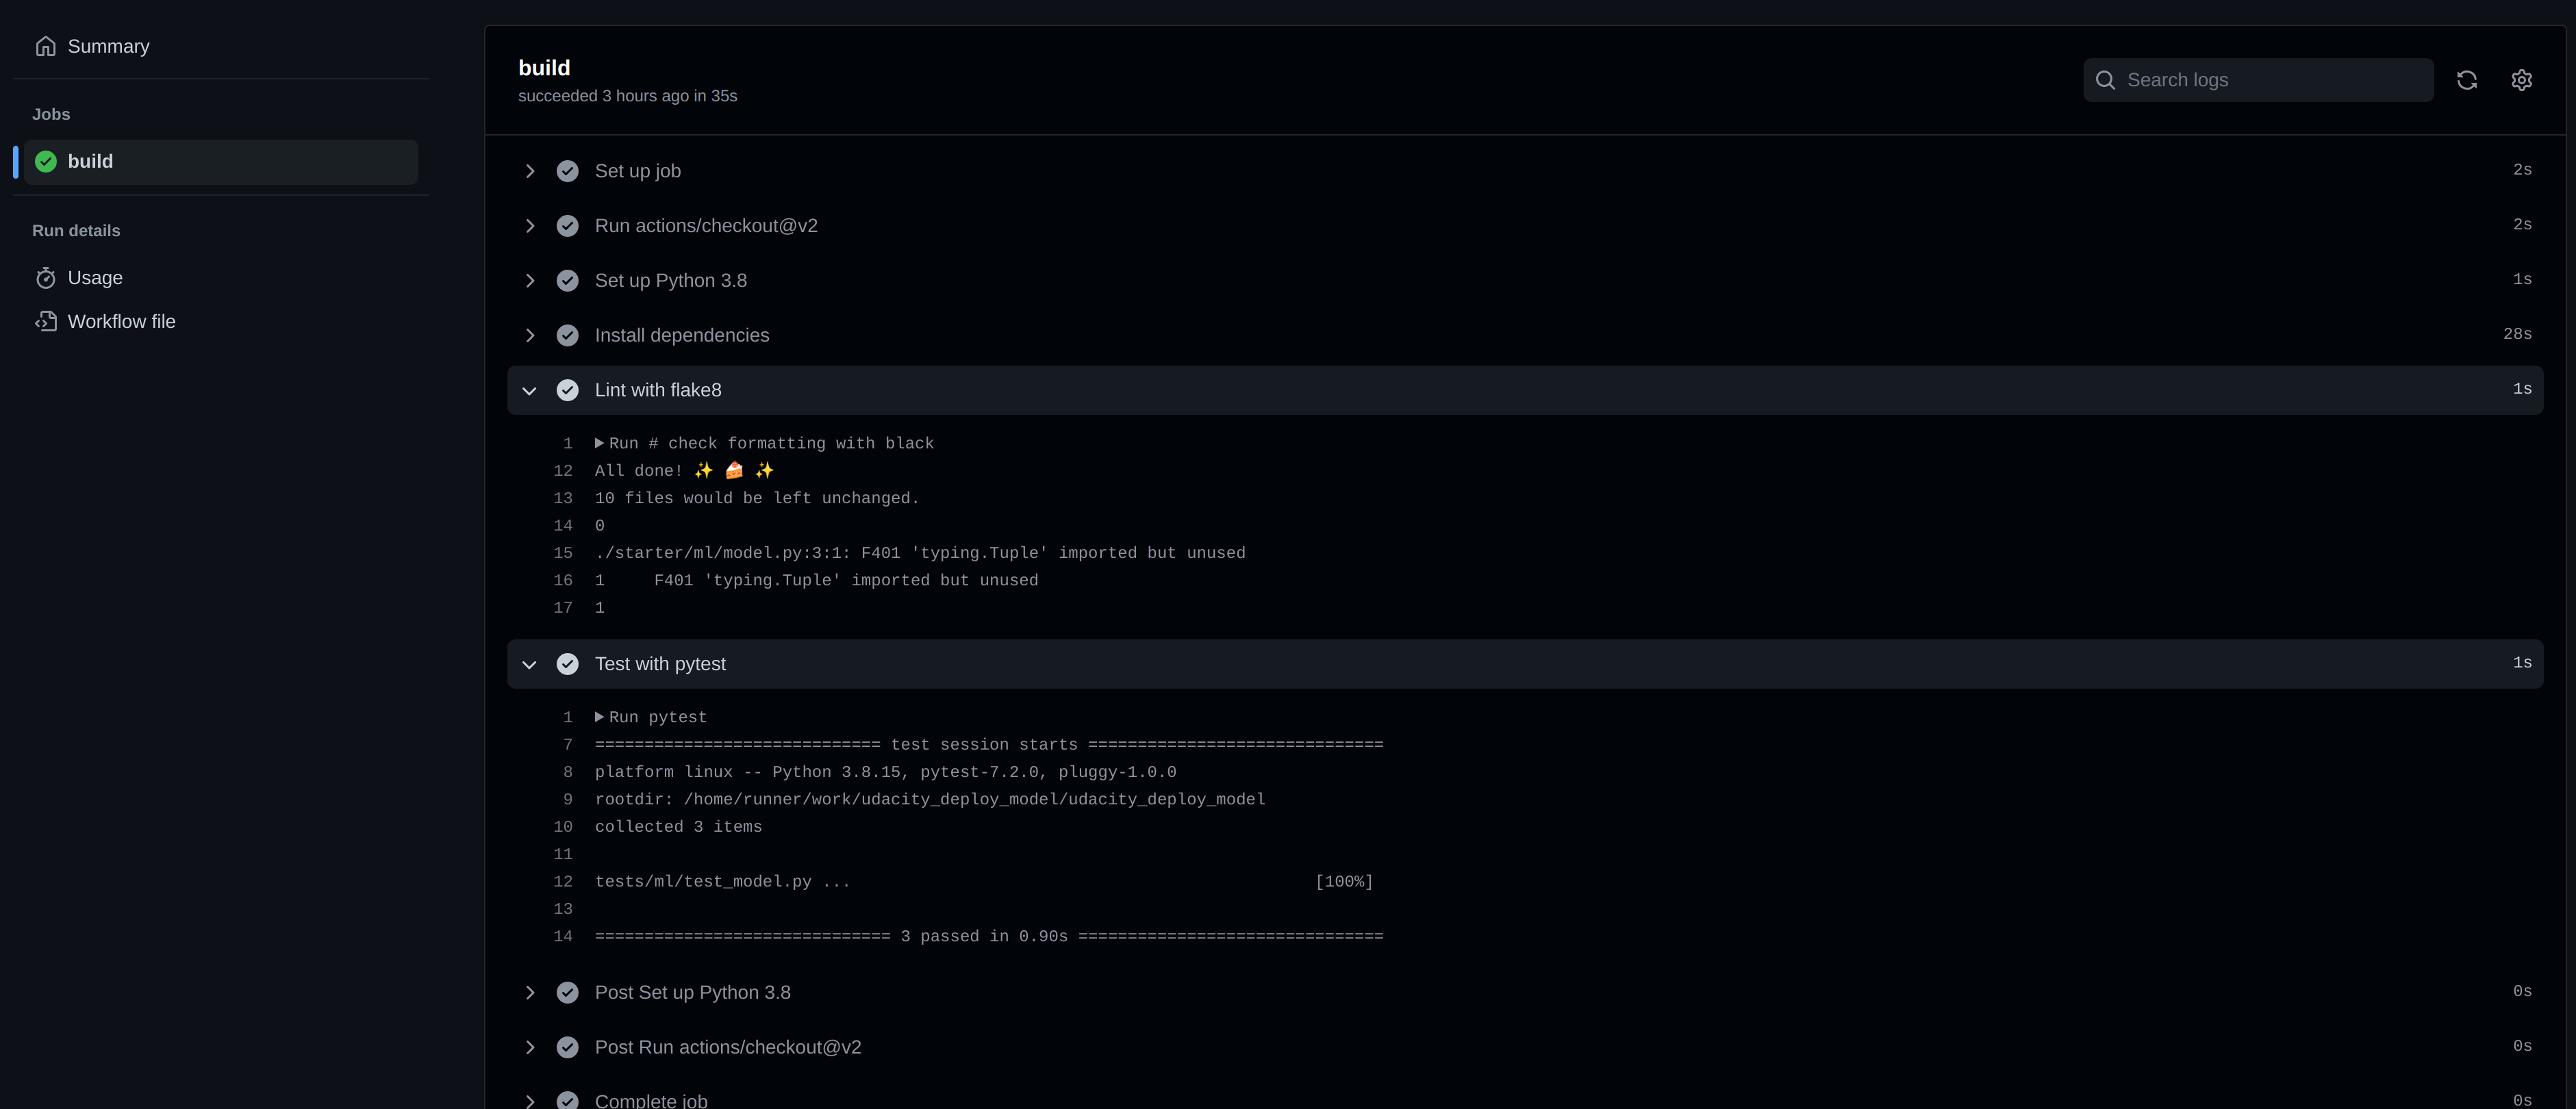 Summary
Jobs
build
Run details
Usage
Workflow file
build
succeeded 3 hours ago in 35s
Search logs
Set up job 2s
Run actions/checkout@v2 2s
Set up Python 3.8 1s
Install dependencies 28s
Lint with flake8 1s
1 Run # check formatting with black
12 All done! ✨ 🍰 ✨
13 10 files would be left unchanged.
14 0
15 ./starter/ml/model.py:3:1: F401 'typing.Tuple' imported but unused
16 1     F401 'typing.Tuple' imported but unused
17 1
Test with pytest 1s
1 Run pytest
7 ============================= test session starts ==============================
8 platform linux -- Python 3.8.15, pytest-7.2.0, pluggy-1.0.0
9 rootdir: /home/runner/work/udacity_deploy_model/udacity_deploy_model
10 collected 3 items
11
12 tests/ml/test_model.py ...                                               [100%]
13
14 ============================== 3 passed in 0.90s ===============================
Post Set up Python 3.8 0s
Post Run actions/checkout@v2 0s
Complete job 0s